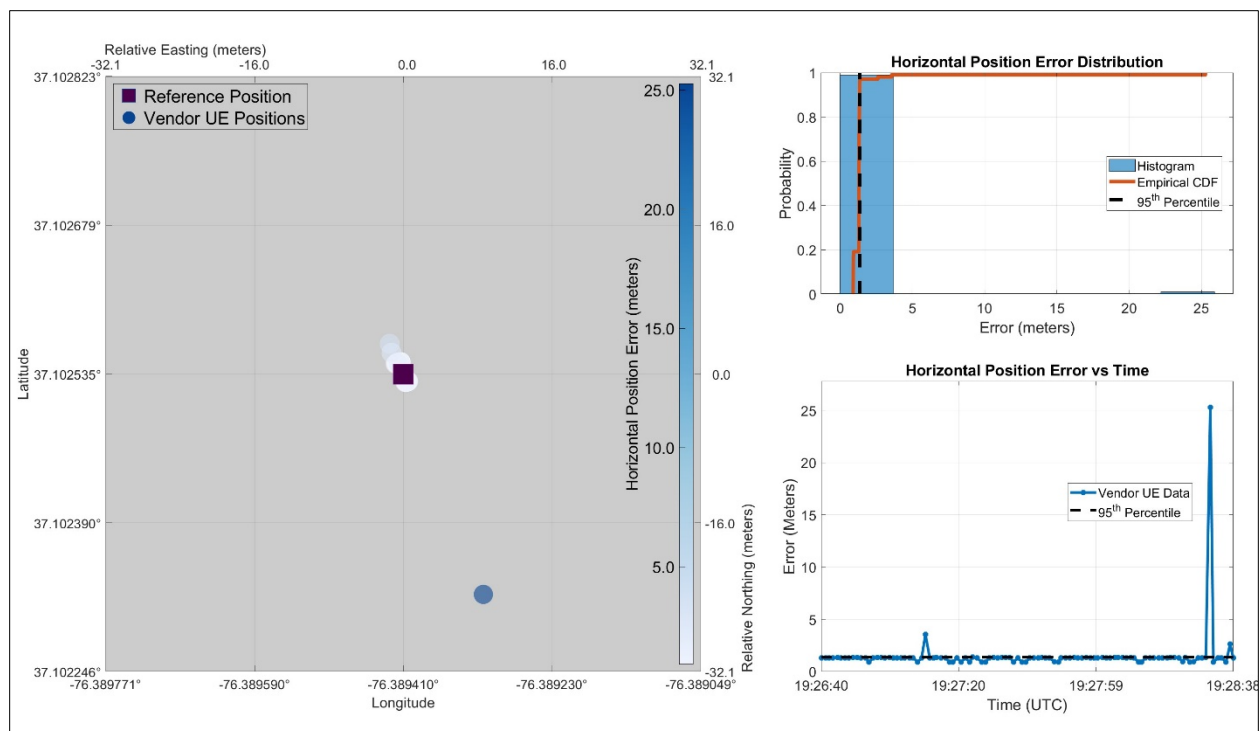 Relative Easting (meters)
-32.1 -16.0 0.0 16.0 32.1
37.102823°
37.102679°
37.102535°
37.102390°
37.102246°
Latitude
Reference Position
Vendor UE Positions
-76.389771° -76.389590° -76.389410° -76.389230° -76.389049°
Longitude
Horizontal Position Error (meters)
25.0
20.0
15.0
10.0
5.0
32.1
16.0
0.0
-16.0
-32.1
Relative Northing (meters)
Horizontal Position Error Distribution
1
0.8
0.6
0.4
0.2
0
Probability
Histogram
Empirical CDF
95th Percentile
0 5 10 15 20 25
Error (meters)
Horizontal Position Error vs Time
25
20
15
10
5
0
Error (Meters)
Vendor UE Data
95th Percentile
19:26:40 19:27:20 19:27:59 19:28:38
Time (UTC)